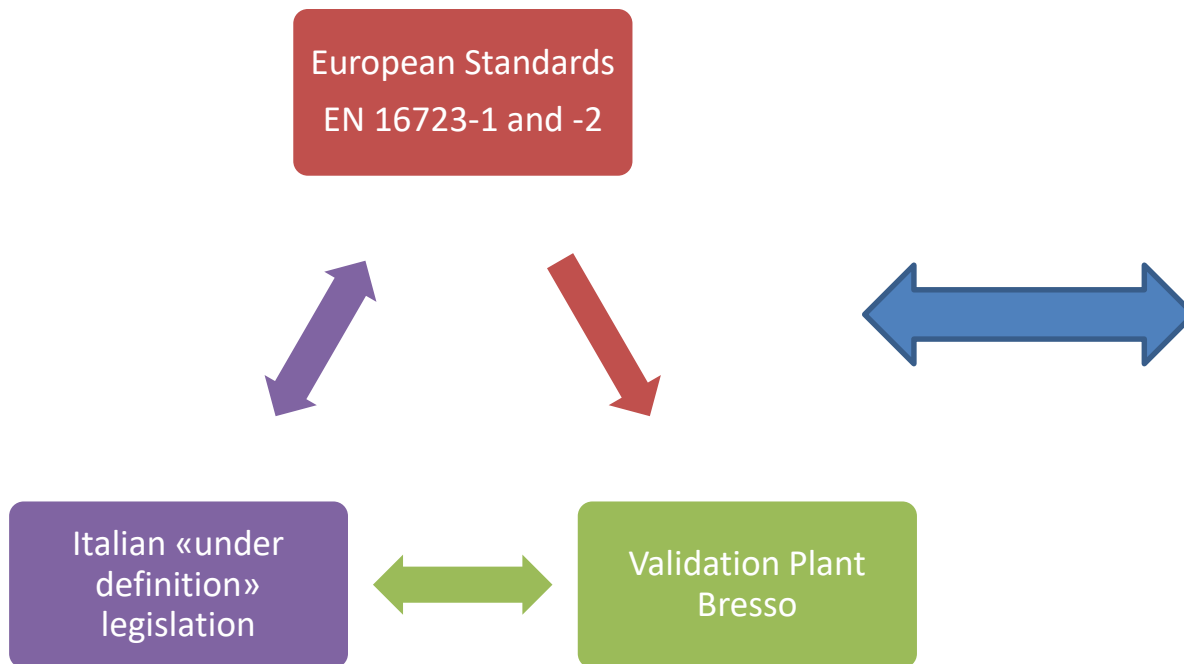 European Standards
EN 16723-1 and -2
Italian «under
definition»
legislation
Validation Plant
Bresso